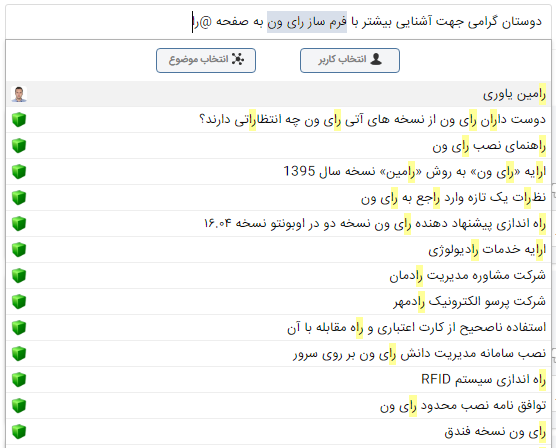 دوستان گرامی جهت آشنایی بیشتر با فرم ساز رای ون به صفحه @را
انتخاب کاربر
انتخاب موضوع
رامین یاوری
دوست داران رای ون از نسخه های آتی رای ون چه انتظاراتی دارند؟
راهنمای نصب رای ون
ارایه «رای ون» به روش «رامین» نسخه سال 1395
نظرات یک تازه وارد راجع به رای ون
راه اندازی پیشنهاد دهنده رای ون نسخه دو در اوبونتو نسخه ۱۶.۰۴
ارایه خدمات رادیولوژی
شرکت مشاوره مدیریت رادمان
شرکت پرسو الکترونیک رادمهر
استفاده ناصحیح از کارت اعتباری و راه مقابله با آن
نصب سامانه مدیریت دانش رای ون بر روی سرور
راه اندازی سیستم RFID
توافق نامه نصب محدود رای ون
رای ون نسخه فندق